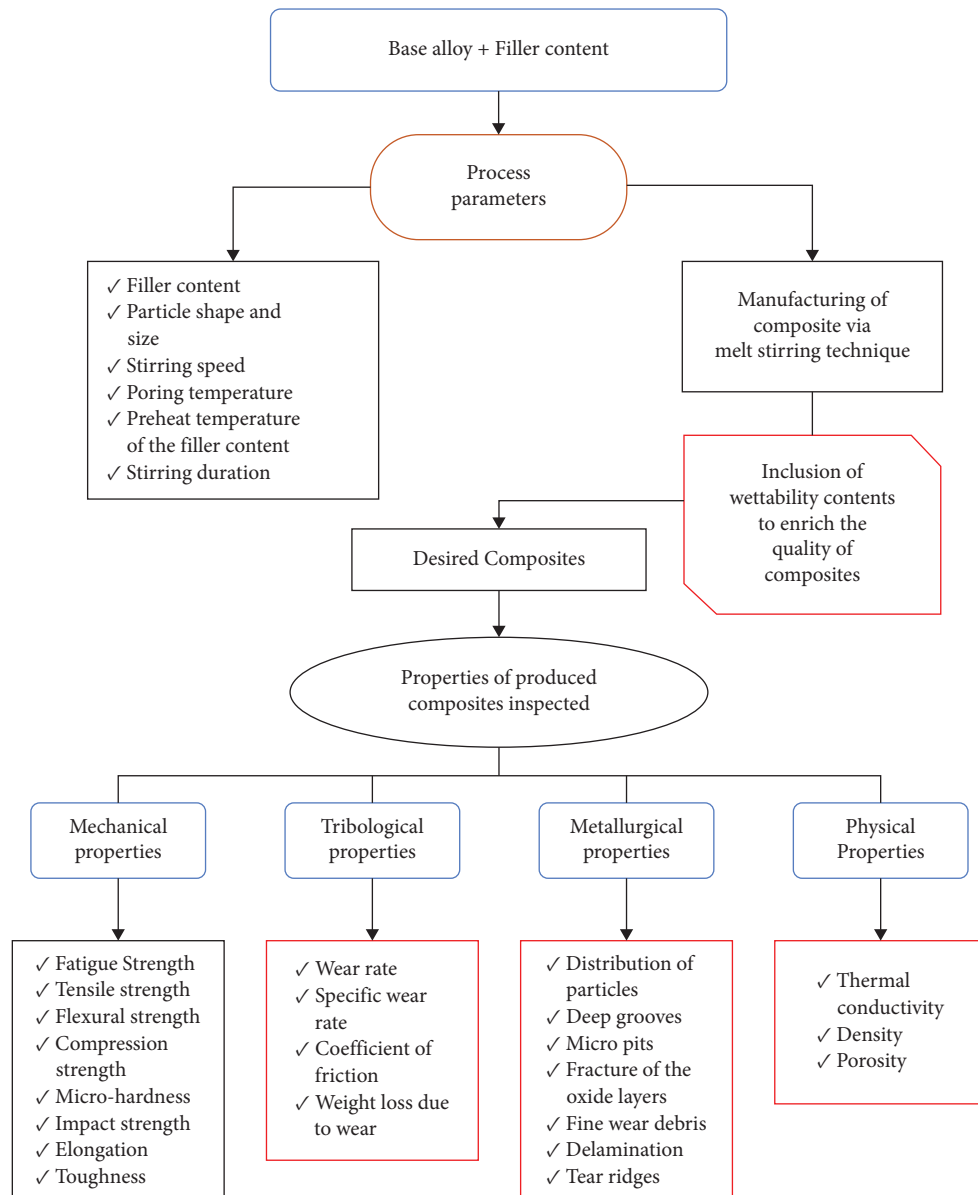 Base alloy + Filler content
Process
parameters
✓ Filler content
✓ Particle shape and
size
✓ Stirring speed
✓ Poring temperature
✓ Preheat temperature
of the filler content
✓ Stirring duration
Manufacturing of
composite via
melt stirring technique
Inclusion of
wettability contents
to enrich the
quality of
composites
Desired Composites
Properties of produced
composites inspected
Mechanical
properties
Tribological
properties
Metallurgical
properties
Physical
Properties
✓ Fatigue Strength
✓ Tensile strength
✓ Flexural strength
✓ Compression
strength
✓ Micro-hardness
✓ Impact strength
✓ Elongation
✓ Toughness
✓ Wear rate
✓ Specific wear
rate
✓ Coefficient of
friction
✓ Weight loss due
to wear
✓ Distribution of
particles
✓ Deep grooves
✓ Micro pits
✓ Fracture of the
oxide layers
✓ Fine wear debris
✓ Delamination
✓ Tear ridges
✓ Thermal
conductivity
✓ Density
✓ Porosity